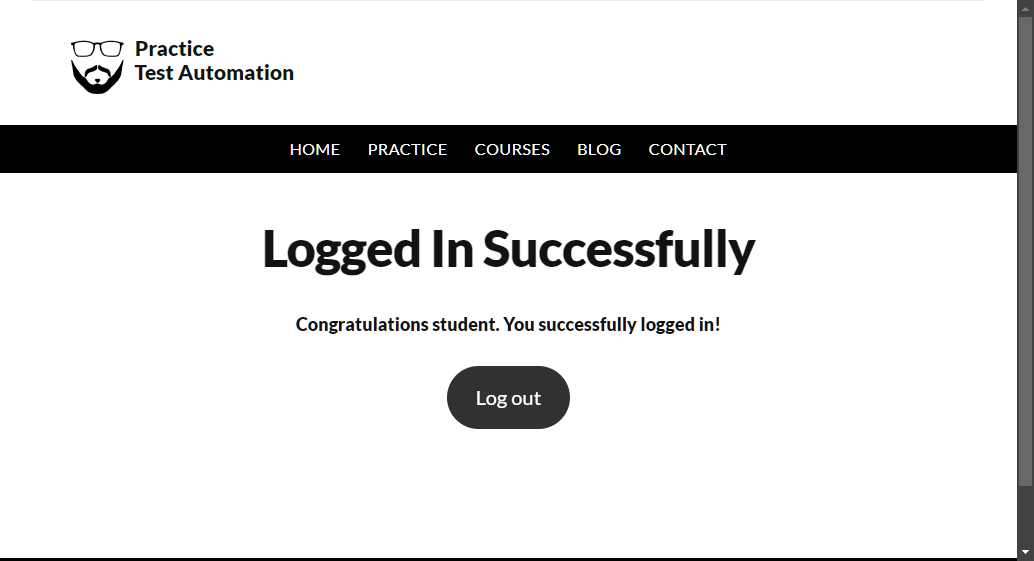 Practice
Test Automation
HOME PRACTICE COURSES BLOG CONTACT
Logged In Successfully
Congratulations student. You successfully logged in!
Log out